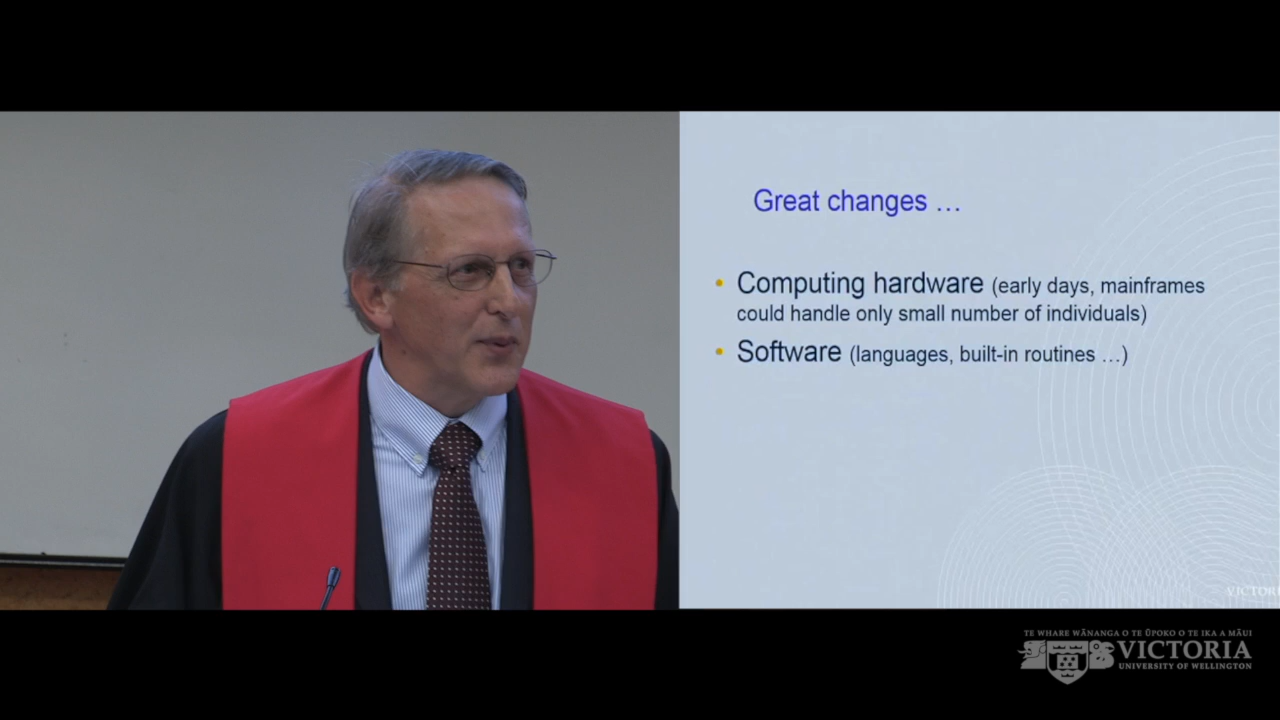 Great changes …
• Computing hardware (early days, mainframes
could handle only small number of individuals)
• Software (languages, built-in routines …)
VICTOR
TE WHARE WĀNANGA O TE ŪPOKO O TE IKA A MĀUI
VICTORIA
UNIVERSITY OF WELLINGTON